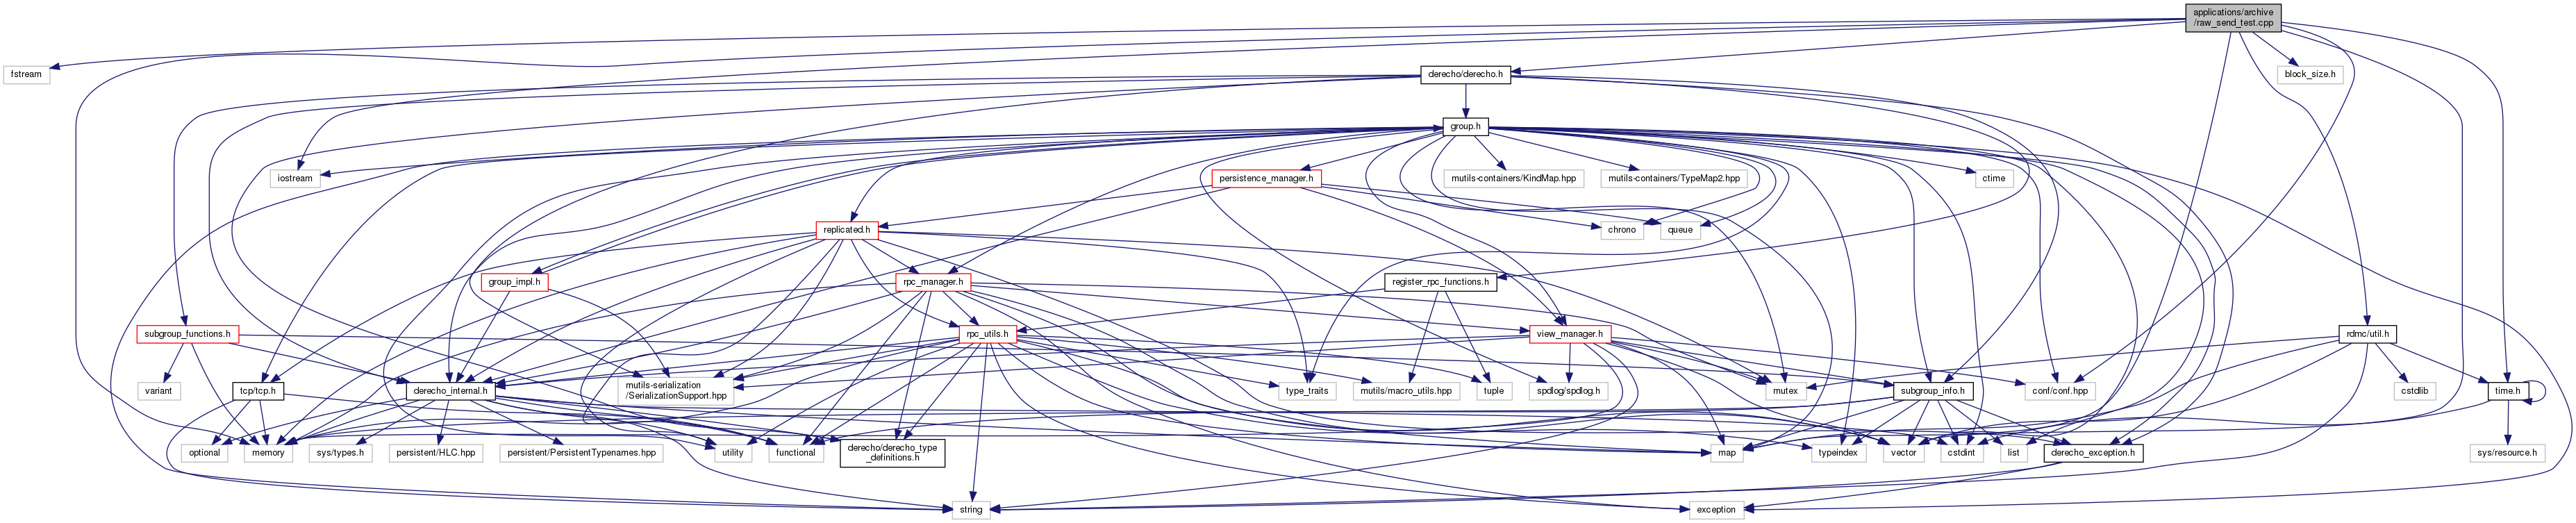 applications/archive
/raw_send_test.cpp
fstream
derecho/derecho.h
block_size.h
group.h
iostream
persistence_manager.h
mutils-containers/KindMap.hpp
mutils-containers/TypeMap2.hpp
ctime
replicated.h
chrono
queue
group_impl.h
rpc_manager.h
register_rpc_functions.h
subgroup_functions.h
rpc_utils.h
view_manager.h
rdmc/util.h
variant
tcp/tcp.h
derecho_internal.h
mutils-serialization
/SerializationSupport.hpp
type_traits
mutils/macro_utils.hpp
tuple
spdlog/spdlog.h
mutex
subgroup_info.h
conf/conf.hpp
cstdlib
time.h
optional
memory
sys/types.h
persistent/HLC.hpp
persistent/PersistentTypenames.hpp
utility
functional
derecho/derecho_type
_definitions.h
map
typeindex
vector
cstdint
list
derecho_exception.h
sys/resource.h
string
exception